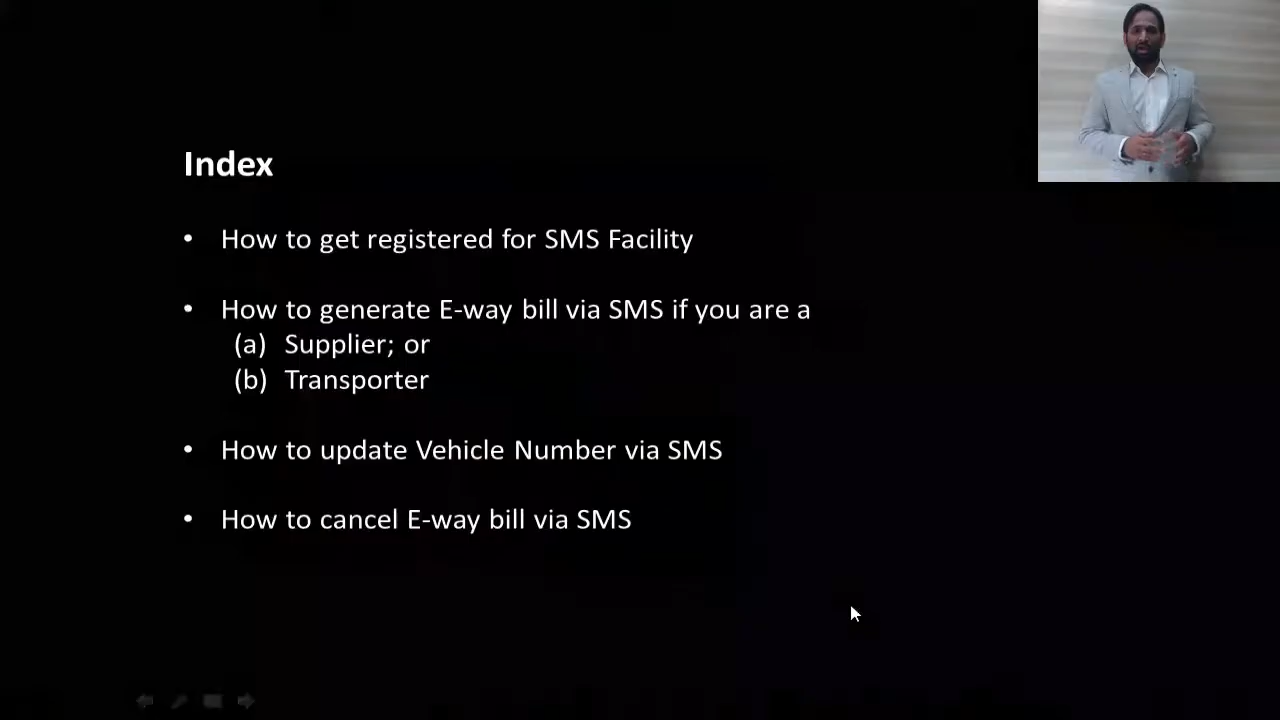 Index
• How to get registered for SMS Facility
• How to generate E-way bill via SMS if you are a
(a) Supplier; or
(b) Transporter
• How to update Vehicle Number via SMS
• How to cancel E-way bill via SMS